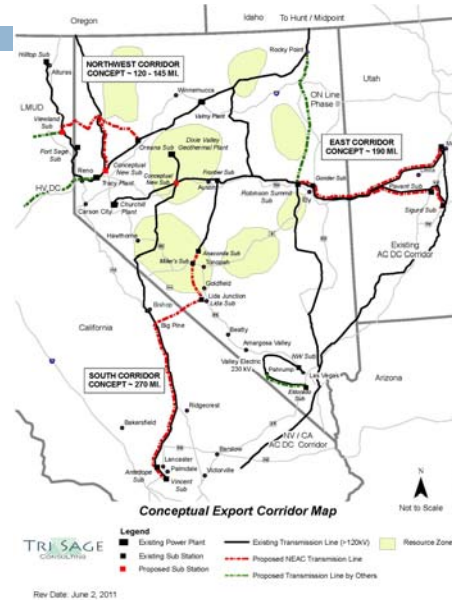 Oregon
Idaho
To Hunt / Midpoint
Hilltop Sub
Alturas
NORTHWEST CORRIDOR
CONCEPT ~ 120 - 145 MI.
Rocky Point
Utah
LMUD
Viewland
Sub
Winnemucca
Valmy Plant
ON Line
Phase II
Fort Sage
Sub
Oreana Sub
Dixie Valley
Geothermal Plant
EAST CORRIDOR
CONCEPT ~ 190 MI.
Reno
Tracy Plant
Conceptual
New Sub
Conceptual
New Sub
Frontier Sub
Austin
Robinson Summit
Sub
Ely
Gonder Sub
Pavant Sub
Delta
Sigurd Sub
HV DC
Carson City
Churchill
Plant
Hawthorne
Existing
AC DC Corridor
Anaconda Sub
Miller's Sub
Tonopah
Goldfield
Lida Junction
Lida Sub
Bishop
California
Big Pine
Beatty
Amargosa Valley
Valley Electric
230 kV
NW Sub
Pahrump
Las Vegas
Eldorado
Sub
Arizona
SOUTH CORRIDOR
CONCEPT ~ 270 MI.
Ridgecrest
Bakersfield
NV / CA
AC DC Corridor
Barstow
Lancaster
Antelope
Sub
Palmdale
Victorville
Vincent
Sub
N
Conceptual Export Corridor Map
Not to Scale
Legend
TRI SAGE
CONSULTING
Existing Power Plant
Existing Transmission Line (>120kV)
Resource Zone
Existing Sub Station
Proposed NEAC Transmission Line
Proposed Sub Station
Proposed Transmission Line by Others
Rev Date: June 2, 2011